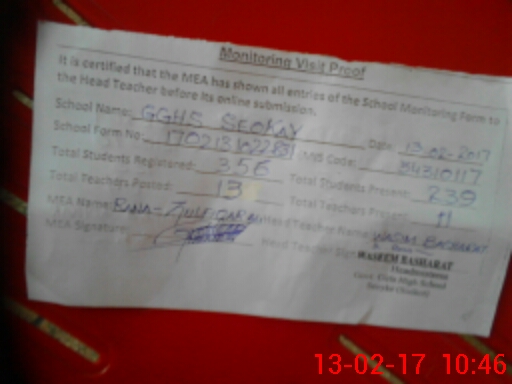 Monitoring Visit Proof
It is certified that the MEA has shown all entries of the School Monitoring Form to
the Head Teacher before its online submission.
School Name: GGHS SEOKAY Date: 13-02-2017
School Form No. EMIS Code: 34310117
Total Students Registered: 356 Total Students Present: 239
Total Teachers Posted: 13 Total Teachers Present: 11
MEA Name: RANA ZULFIQAR Head Teacher Name: WASIM BASHARAT
MEA Signature: Head Teacher Sign
WASEEM BASHARAT
Headmistress
Govt. Girls High School
13-02-17 10:46